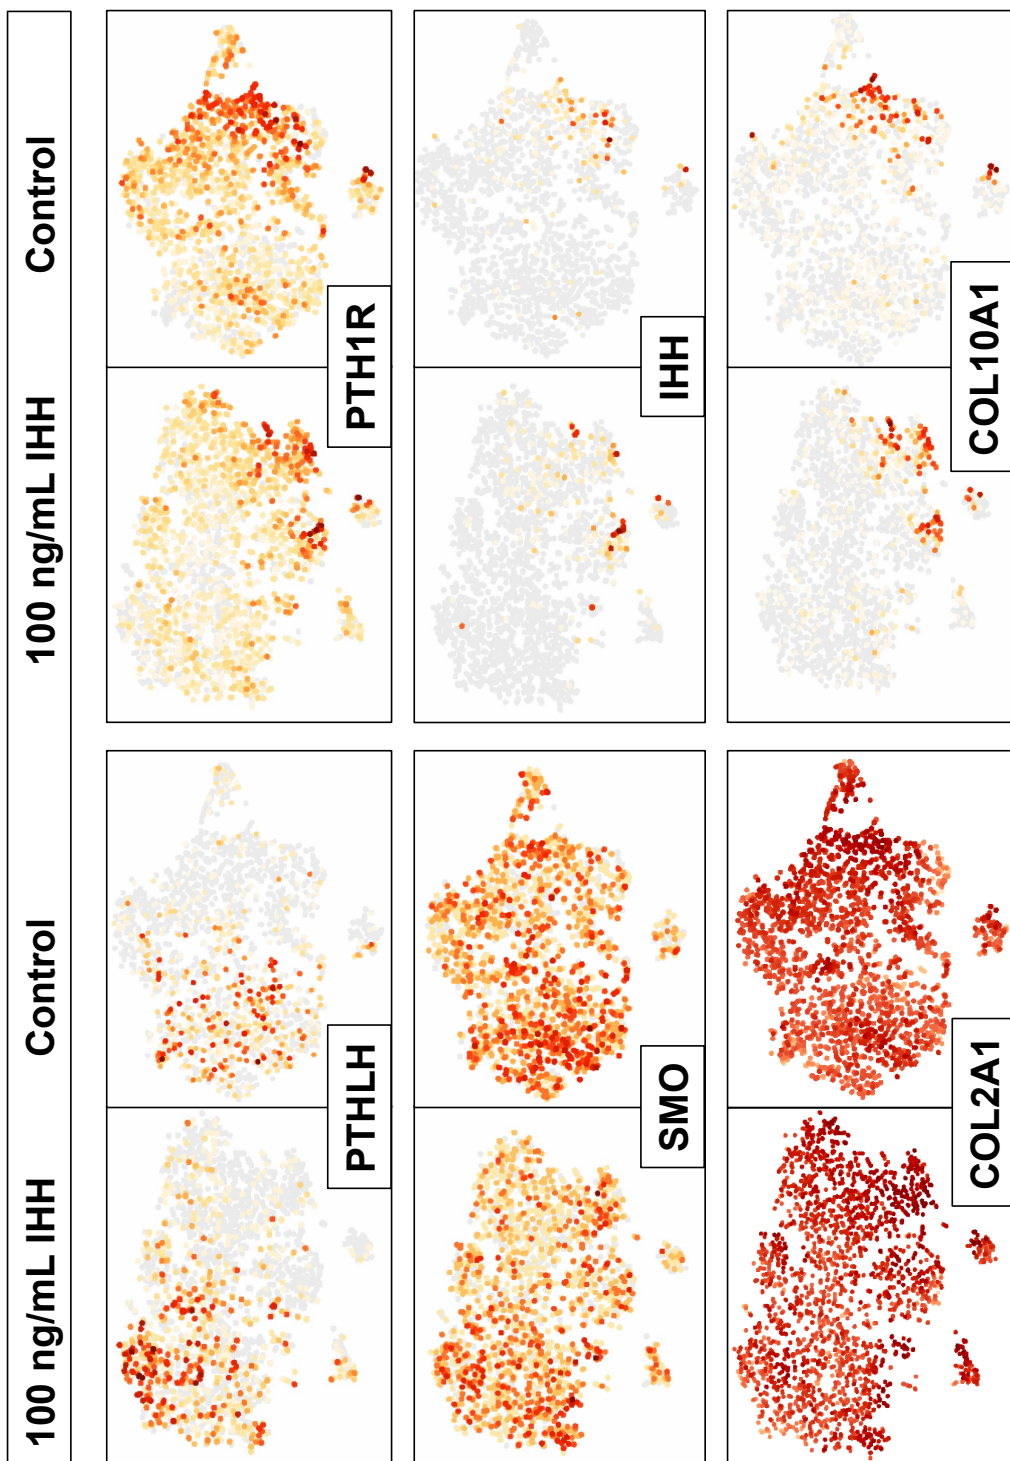 100 ng/mL IHH
Control
100 ng/mL IHH
Control
PTHLH
PTH1R
SMO
IHH
COL2A1
COL10A1